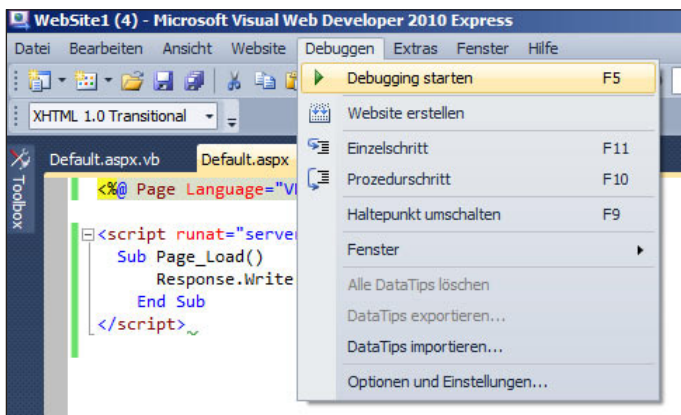 WebSite1 (4) - Microsoft Visual Web Developer 2010 Express
Datei Bearbeiten Ansicht Website Debuggen Extras Fenster Hilfe
Debugging starten F5
XHTML 1.0 Transitional
Website erstellen
Einzelschritt F11
Prozedurschritt F10
Haltepunkt umschalten F9
Fenster
Alle DataTips löschen
DataTips exportieren...
DataTips importieren...
Optionen und Einstellungen...
Toolbox
Default.aspx.vb Default.aspx
<%@ Page Language="V
<script runat="server
Sub Page_Load()
Response.Write
End Sub
</script>